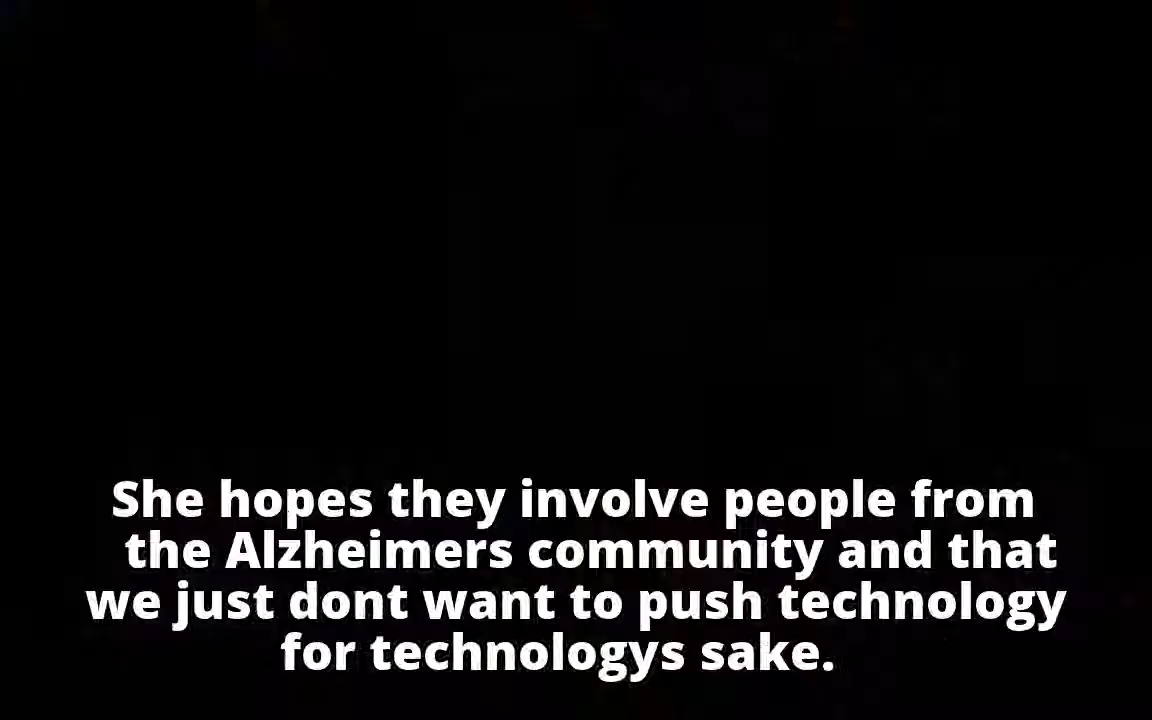 She hopes they involve people from
the Alzheimers community and that
we just dont want to push technology
for technologys sake.